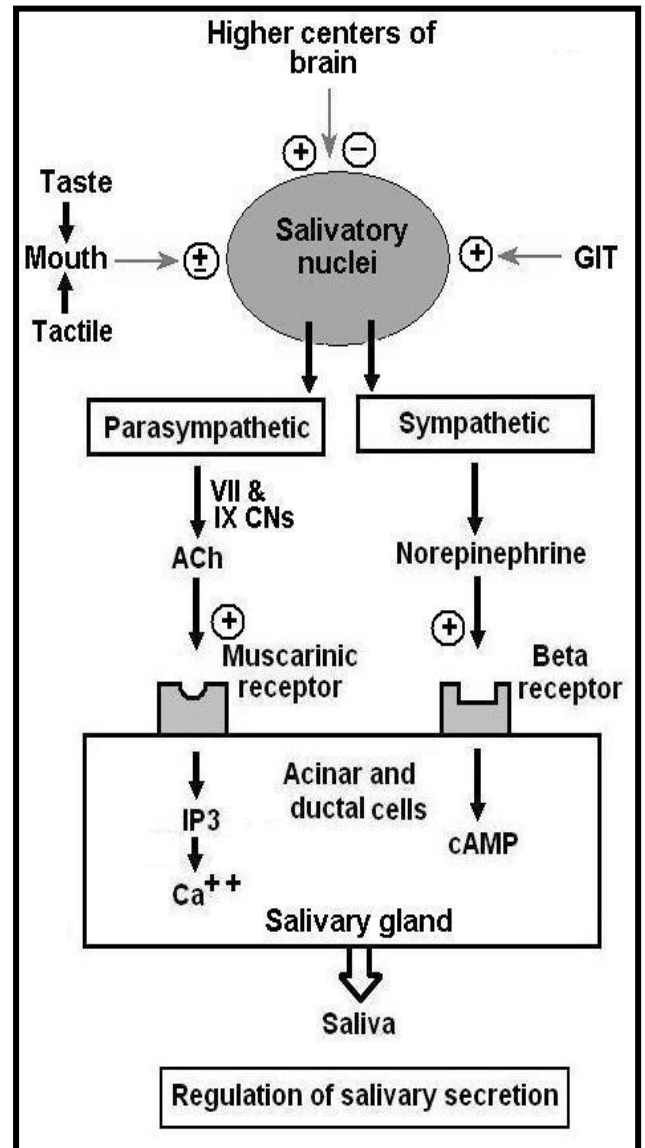 Higher centers of
brain
+ −
Taste
Mouth
±
Tactile
Salivatory
nuclei
+
GIT
Parasympathetic
Sympathetic
VII &
IX CNs
ACh
Norepinephrine
+
+
Muscarinic
receptor
Beta
receptor
Acinar and
ductal cells
IP3
Ca++
cAMP
Salivary gland
Saliva
Regulation of salivary secretion